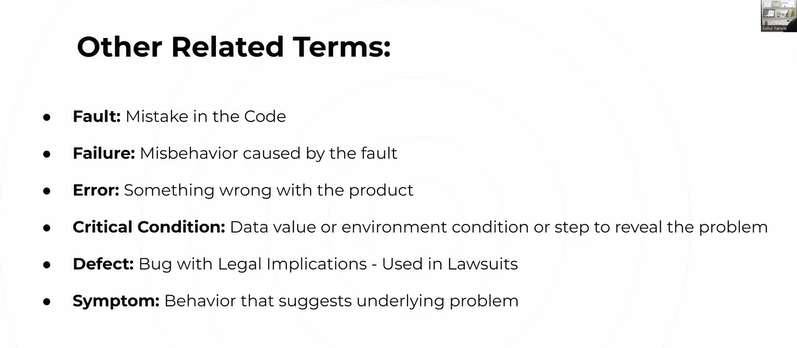 Other Related Terms:
● Fault: Mistake in the Code
● Failure: Misbehavior caused by the fault
● Error: Something wrong with the product
● Critical Condition: Data value or environment condition or step to reveal the problem
● Defect: Bug with Legal Implications - Used in Lawsuits
● Symptom: Behavior that suggests underlying problem